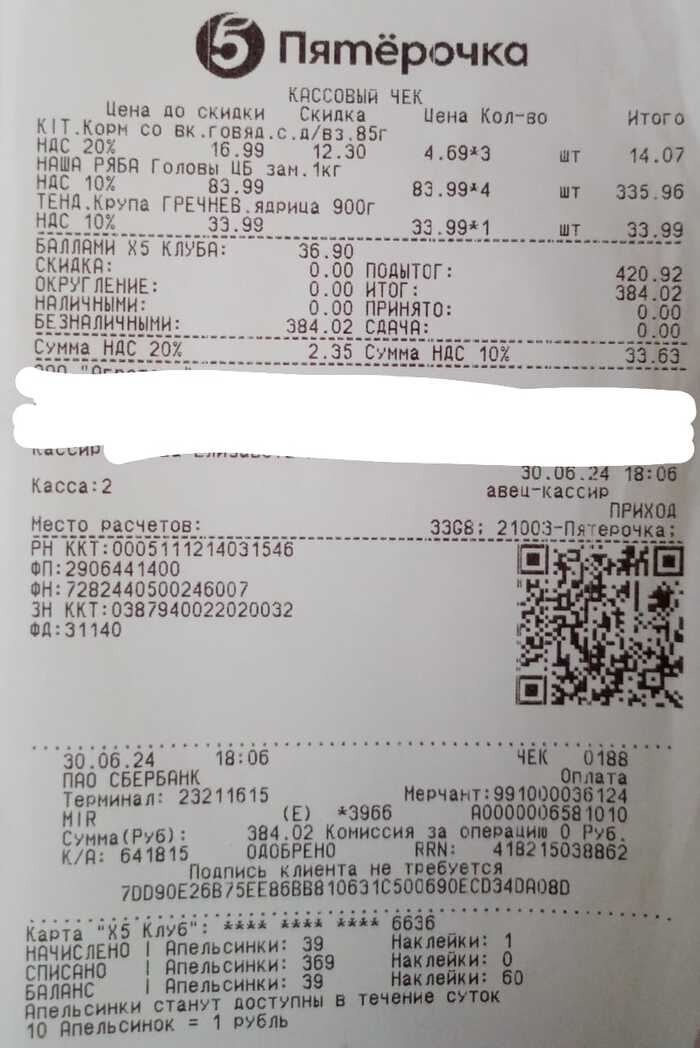 5 Пятёрочка
КАССОВЫЙ ЧЕК
Цена до скидки Скидка Цена Кол-во Итого
KIT.Корм со вк.говяд.с.д/вз.85г
НДС 20% 16.99 12.30 4.69*3 шт 14.07
НАША РЯБА Головы ЦБ зам.1кг
НДС 10% 83.99 83.99*4 шт 335.96
ТЕНД.Крупа ГРЕЧНЕВ.ядрица 900г
НДС 10% 33.99 33.99*1 шт 33.99
БАЛЛАМИ X5 КЛУБА: 36.90
СКИДКА: 0.00 ПОДЫТОГ: 420.92
ОКРУГЛЕНИЕ: 0.00 ИТОГ: 384.02
НАЛИЧНЫМИ: 0.00 ПРИНЯТО: 0.00
БЕЗНАЛИЧНЫМИ: 384.02 СДАЧА: 0.00
Сумма НДС 20% 2.35 Сумма НДС 10% 33.63
Кассир
30.06.24 18:06
Касса:2 авец-кассир
ПРИХОД
Место расчетов: 33G8; 21003-Пятерочка;
РН ККТ:0005111214031546
ФП:2906441400
ФН:7282440500246007
ЗН ККТ:0387940022020032
ФД:31140
30.06.24 18:06 ЧЕК 0188
ПАО СБЕРБАНК Оплата
Терминал: 23211615 Мерчант:991000036124
MIR (E) *3966 A0000006581010
Сумма(Руб): 384.02 Комиссия за операцию 0 Руб.
К/А: 641815 ОДОБРЕНО RRN: 418215038862
Подпись клиента не требуется
7DD90E26B75EE86BB810631C500690ECD34DA08D
Карта "X5 Клуб": **** **** **** 6636
НАЧИСЛЕНО | Апельсинки: 39 Наклейки: 1
СПИСАНО | Апельсинки: 369 Наклейки: 0
БАЛАНС | Апельсинки: 39 Наклейки: 60
Апельсинки станут доступны в течение суток
10 Апельсинок = 1 рубль